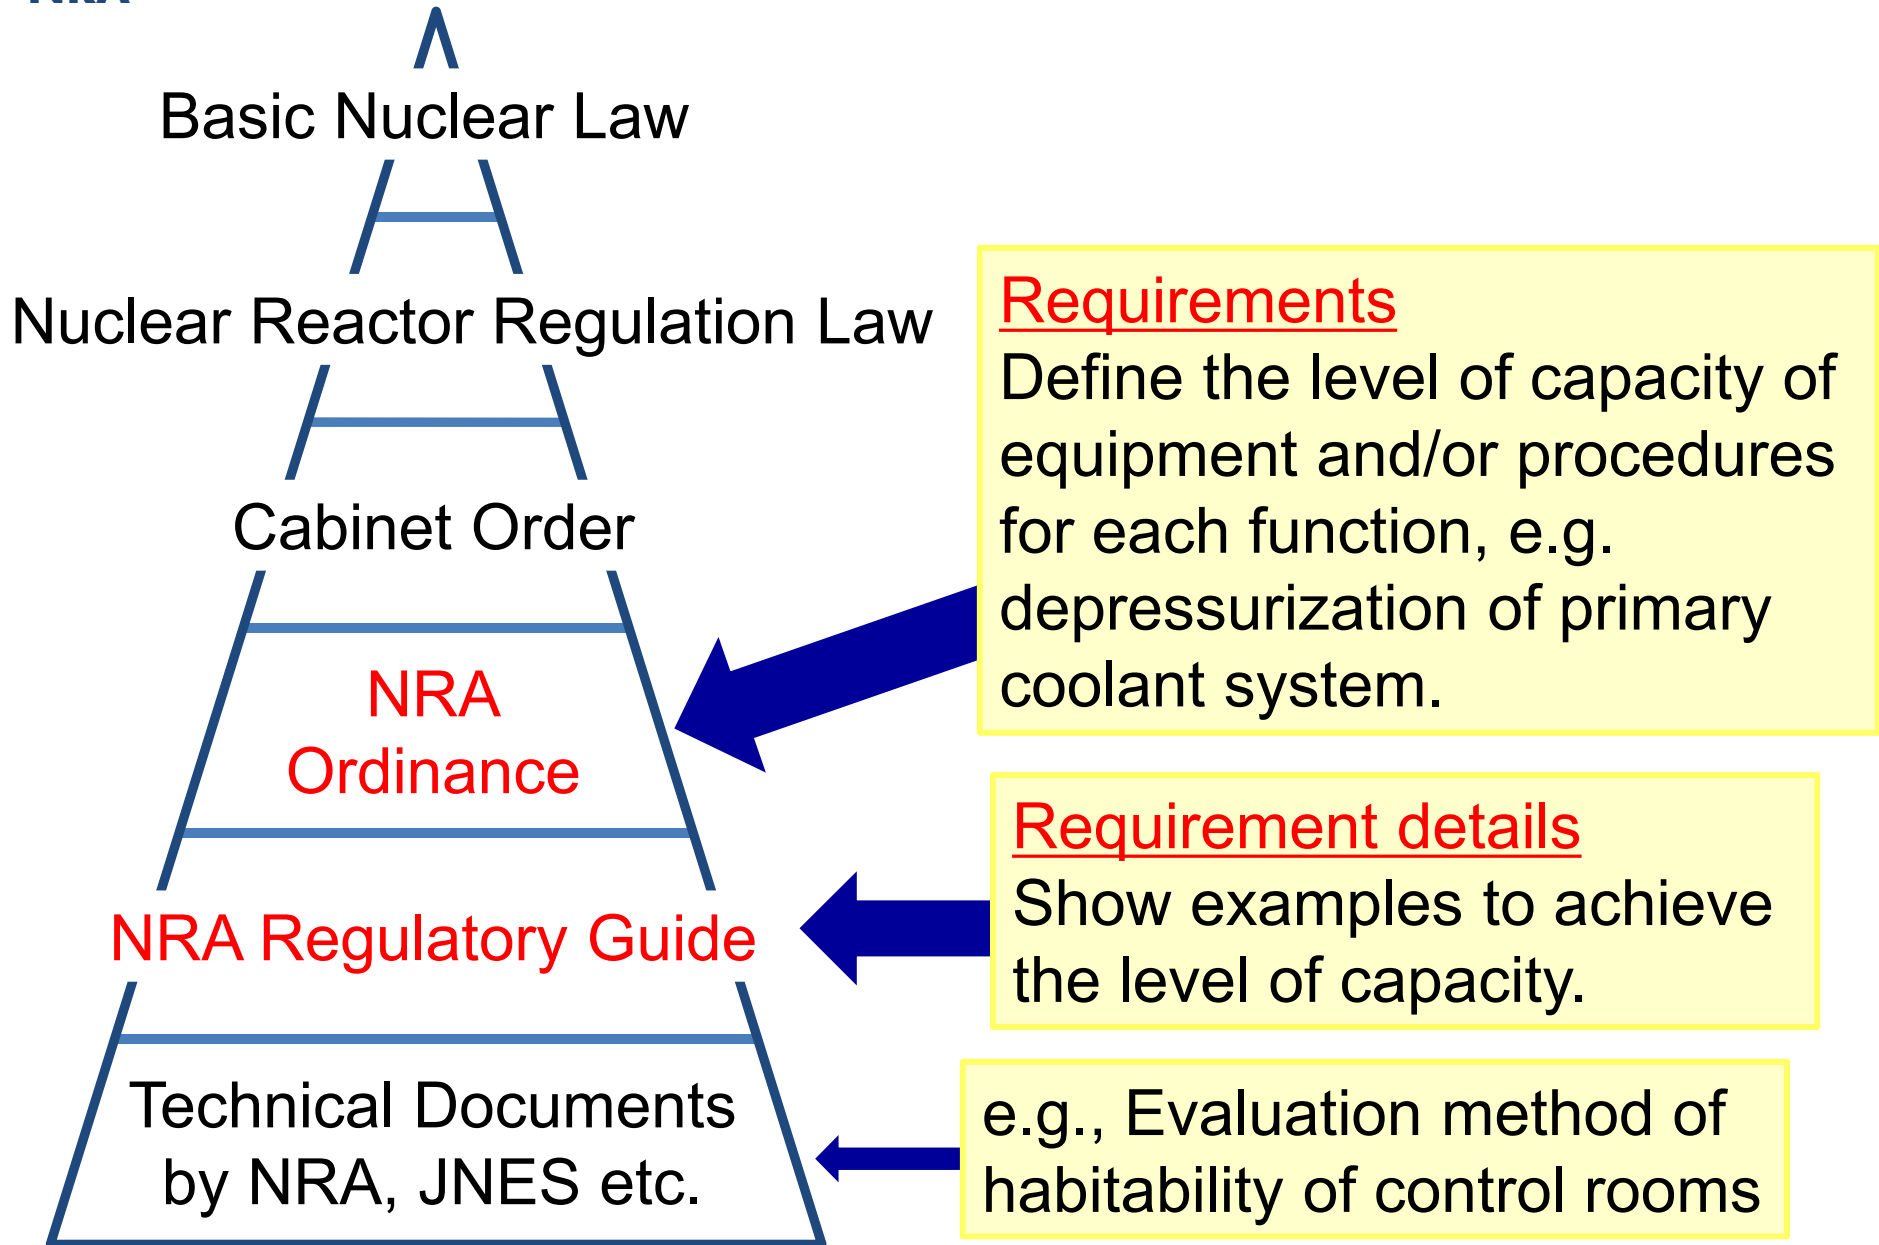 NRA
Basic Nuclear Law
Nuclear Reactor Regulation Law
Cabinet Order
NRA
Ordinance
NRA Regulatory Guide
Technical Documents
by NRA, JNES etc.
Requirements
Define the level of capacity of
equipment and/or procedures
for each function, e.g.
depressurization of primary
coolant system.
Requirement details
Show examples to achieve
the level of capacity.
e.g., Evaluation method of
habitability of control rooms